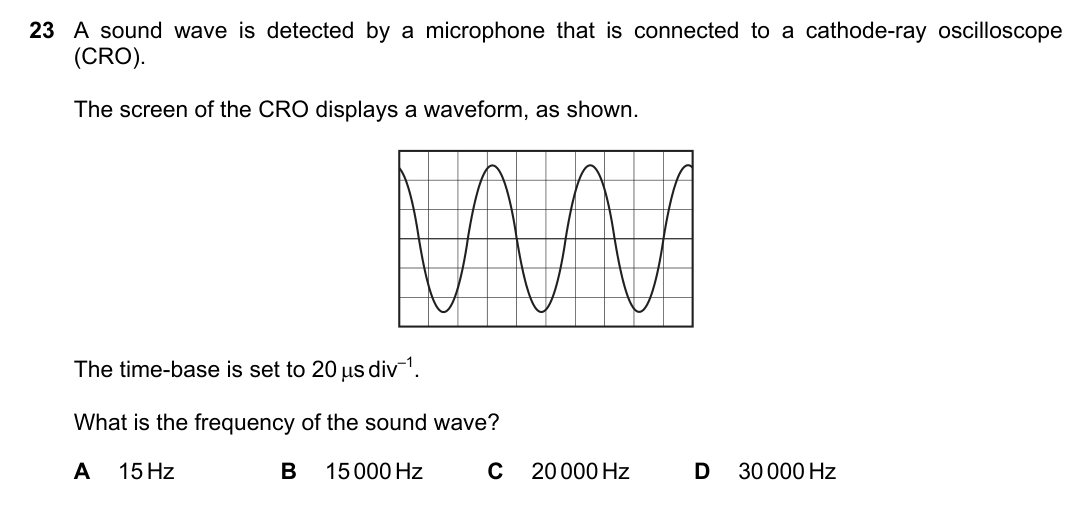 23 A sound wave is detected by a microphone that is connected to a cathode-ray oscilloscope
(CRO).
The screen of the CRO displays a waveform, as shown.
The time-base is set to 20 μs div⁻¹.
What is the frequency of the sound wave?
A 15 Hz B 15 000 Hz C 20 000 Hz D 30 000 Hz